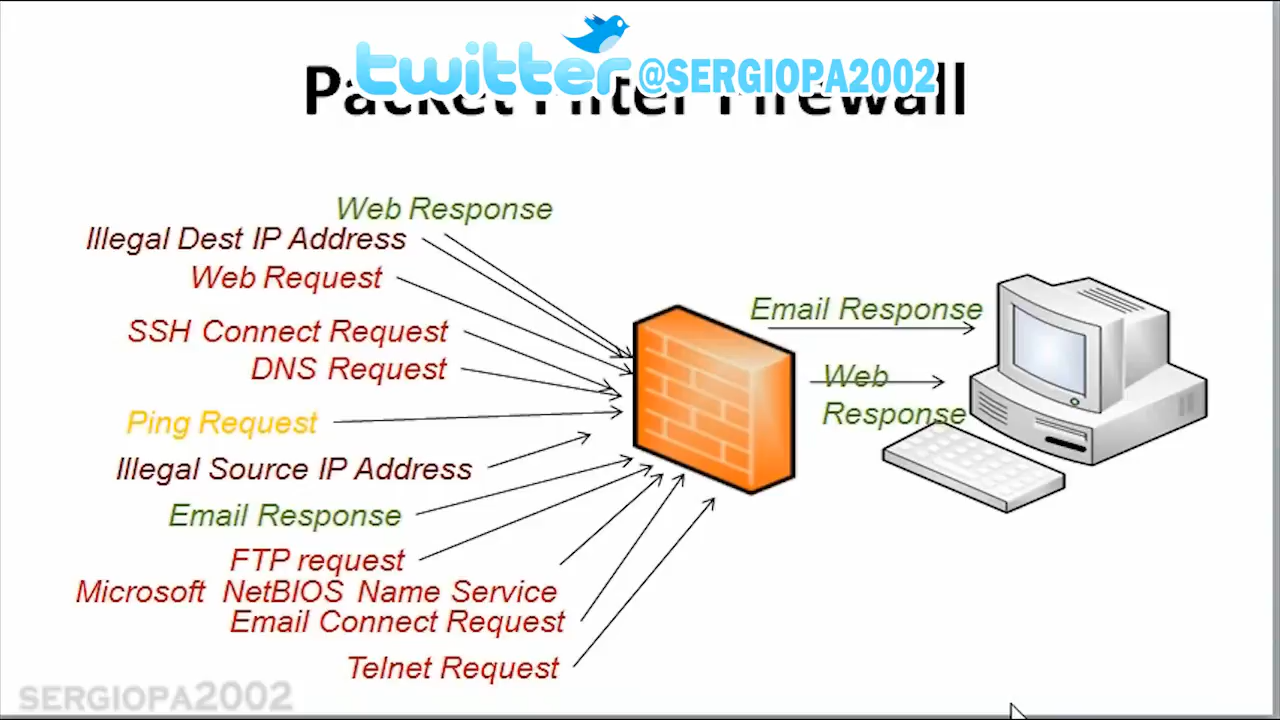 twitter @SERGIOPA2002
Packet Filter Firewall
Web Response
Illegal Dest IP Address
Web Request
SSH Connect Request
DNS Request
Ping Request
Illegal Source IP Address
Email Response
FTP request
Microsoft NetBIOS Name Service
Email Connect Request
Telnet Request
Email Response
Web
Response
SERGIOPA2002